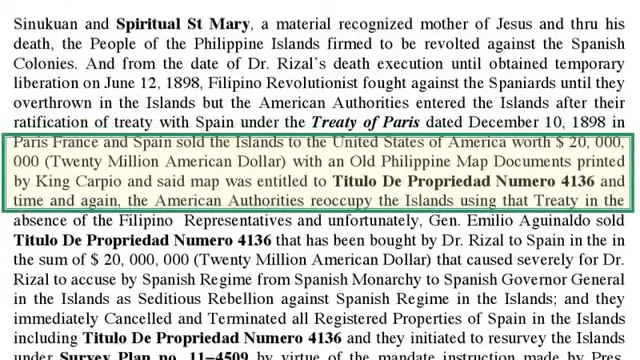 Sinukuan and Spiritual St Mary, a material recognized mother of Jesus and thru his
death, the People of the Philippine Islands firmed to be revolted against the Spanish
Colonies. And from the date of Dr. Rizal's death execution until obtained temporary
liberation on June 12, 1898, Filipino Revolutionist fought against the Spaniards until they
overthrown in the Islands but the American Authorities entered the Islands after their
ratification of treaty with Spain under the Treaty of Paris dated December 10, 1898 in
Paris France and Spain sold the Islands to the United States of America worth $ 20, 000,
000 (Twenty Million American Dollar) with an Old Philippine Map Documents printed
by King Carpio and said map was entitled to Titulo De Propriedad Numero 4136 and
time and again, the American Authorities reoccupy the Islands using that Treaty in the
absence of the Filipino Representatives and unfortunately, Gen. Emilio Aguinaldo sold
Titulo De Propriedad Numero 4136 that has been bought by Dr. Rizal to Spain in the in
the sum of $ 20, 000, 000 (Twenty Million American Dollar) that caused severely for Dr.
Rizal to accuse by Spanish Regime from Spanish Monarchy to Spanish Governor General
in the Islands as Seditious Rebellion against Spanish Regime in the Islands; and they
immediately Cancelled and Terminated all Registered Properties of Spain in the Islands
including Titulo De Propriedad Numero 4136 and they initiated to resurvey the Islands
under Survey Plan no. 11–4509 by virtue of the mandate instruction made by Pres.